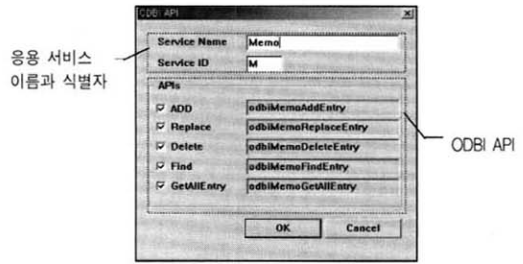 ODBI API
Service Name Memo
Service ID M
응용 서비스
이름과 식별자
APIs
ADD odbiMemoAddEntry
Replace odbiMemoReplaceEntry
Delete odbiMemoDeleteEntry
Find odbiMemoFindEntry
GetAllEntry odbiMemoGetAllEntry
ODBI API
OK Cancel